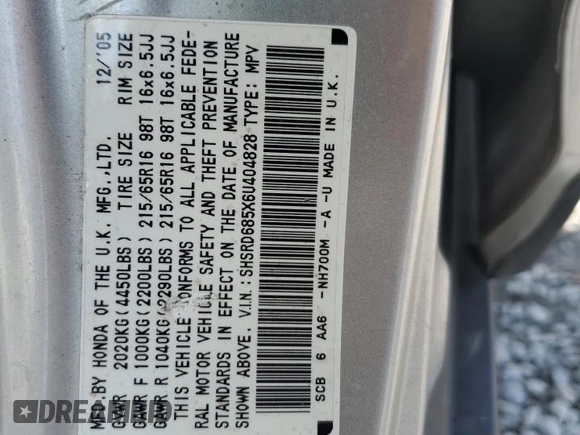 MFD BY HONDA OF THE U.K. MFG.,LTD. 12/'05
GVWR 2020KG(4450LBS) TIRE SIZE RIM SIZE
GAWR F 1000KG(2200LBS) 215/65R16 98T 16x6.5JJ
GAWR R 1040KG(2290LBS) 215/65R16 98T 16x6.5JJ
THIS VEHICLE CONFORMS TO ALL APPLICABLE FEDE-
RAL MOTOR VEHICLE SAFETY AND THEFT PREVENTION
STANDARDS IN EFFECT ON THE DATE OF MANUFACTURE
SHOWN ABOVE. V.I.N.:SHSRD685X6U404828 TYPE: MPV
SCB 6 AA6 -NH700M -A -U MADE IN U.K.
DREAMBID